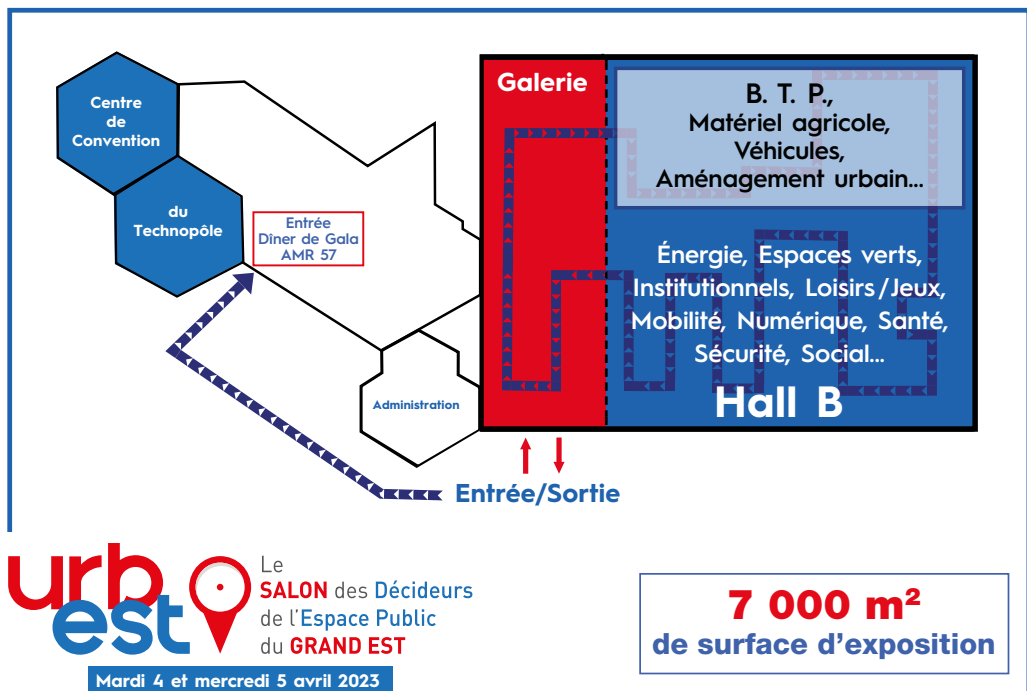 Centre
de
Convention
du
Technopôle
Entrée
Dîner de Gala
AMR 57
Administration
Galerie
B. T. P.,
Matériel agricole,
Véhicules,
Aménagement urbain...
Énergie, Espaces verts,
Institutionnels, Loisirs/Jeux,
Mobilité, Numérique, Santé,
Sécurité, Social...
Hall B
Entrée/Sortie
urb
est
Le
SALON des Décideurs
de l'Espace Public
du GRAND EST
Mardi 4 et mercredi 5 avril 2023
7 000 m²
de surface d'exposition